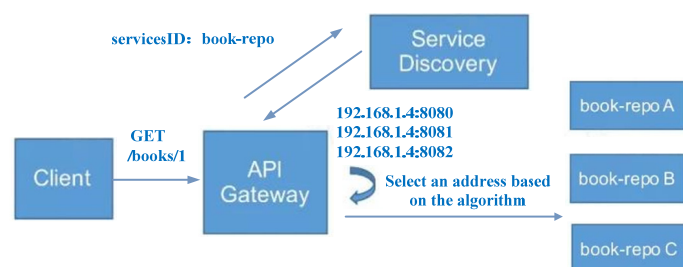 servicesID: book-repo
Service
Discovery
192.168.1.4:8080
192.168.1.4:8081
192.168.1.4:8082
book-repo A
GET
/books/1
Client
API
Gateway
Select an address based
on the algorithm
book-repo B
book-repo C